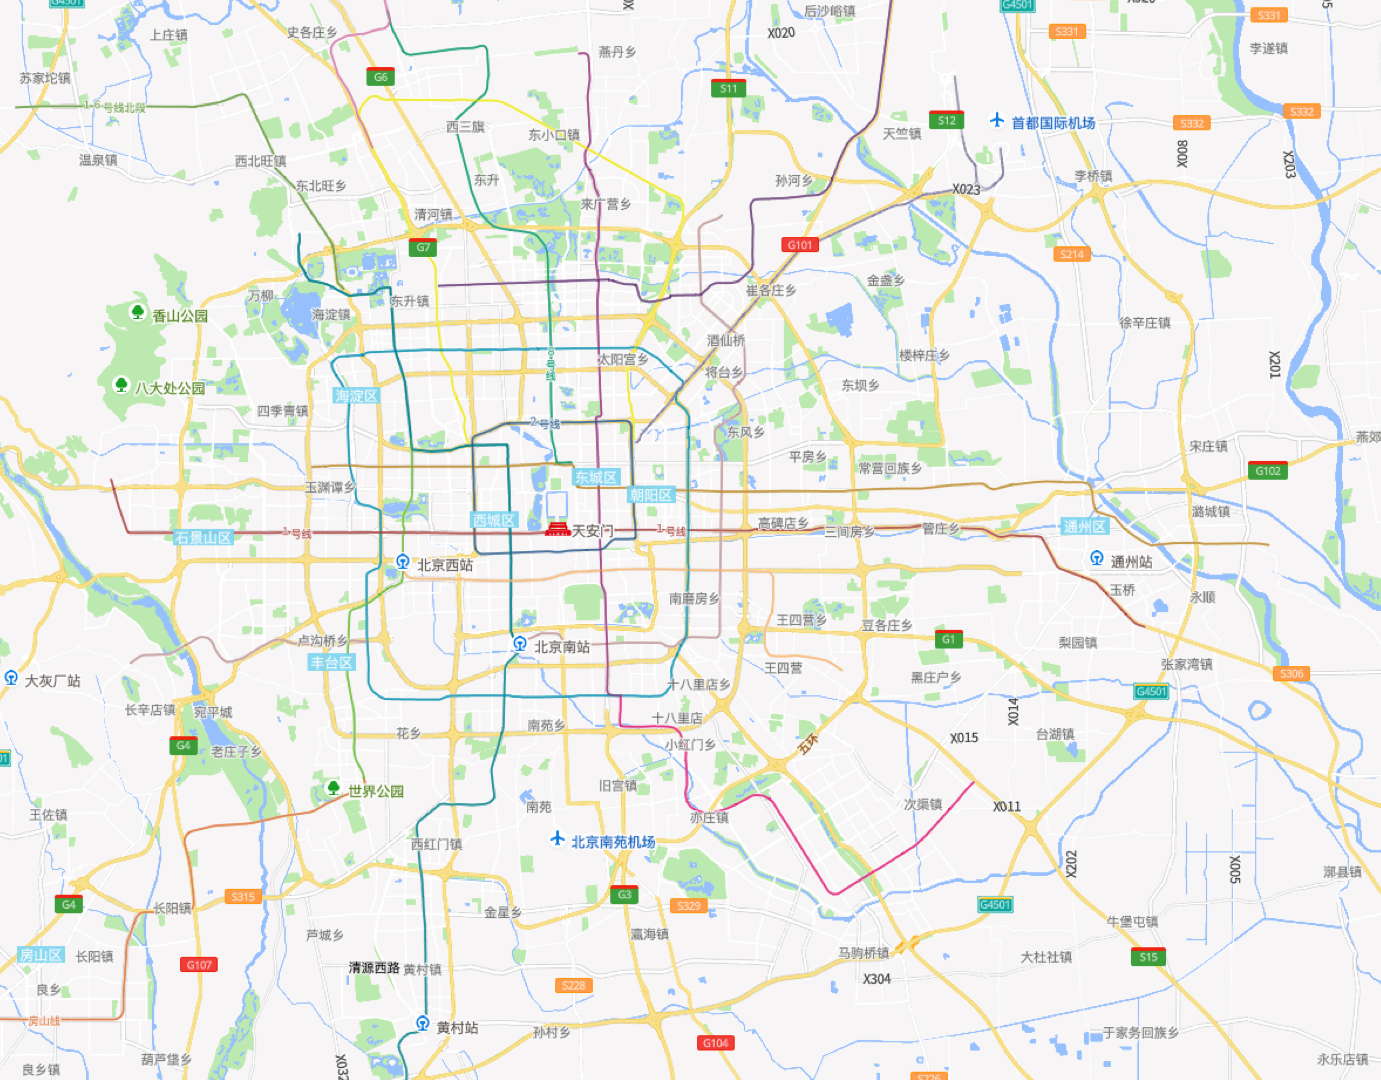 G4501
后沙峪镇
X020
G4501
S331
S331
上庄镇
史各庄乡
燕丹乡
李遂镇
苏家坨镇
G6
S11
S332
S332
16号线北段
西三旗
东小口镇
天竺镇
S12
首都国际机场
X008
X203
温泉镇
西北旺镇
东北旺乡
东升
孙河乡
X023
李桥镇
清河镇
来广营乡
G7
G101
S214
香山公园
万柳
海淀镇
东升镇
崔各庄乡
金盏乡
徐辛庄镇
酒仙桥
八大处公园
海淀区
8号线
太阳宫乡
将台乡
楼梓庄乡
东坝乡
X201
四季青镇
2号线
东风乡
平房乡
常营回族乡
宋庄镇
燕郊
G102
玉渊潭乡
东城区
朝阳区
石景山区
1号线
西城区
天安门
1号线
高碑店乡
三间房乡
管庄乡
通州区
潞城镇
北京西站
通州站
玉桥
永顺
南磨房乡
王四营乡
豆各庄乡
G1
梨园镇
卢沟桥乡
丰台区
北京南站
王四营
张家湾镇
大灰厂站
十八里店乡
黑庄户乡
G4501
S306
长辛店镇
宛平城
十八里店
X014
南苑乡
花乡
小红门乡
五环
X015
台湖镇
G4
老庄子乡
世界公园
旧宫镇
南苑
次渠镇
X011
王佐镇
亦庄镇
西红门镇
北京南苑机场
X202
X005
漷县镇
G4
S315
长阳镇
金星乡
G3
S329
G4501
牛堡屯镇
房山区
长阳镇
芦城乡
瀛海镇
马驹桥镇
大杜社镇
S15
G107
清源西路
黄村镇
X304
良乡
S228
房山线
黄村站
孙村乡
G104
于家务回族乡
良乡镇
葫芦垡乡
永乐店镇
S226